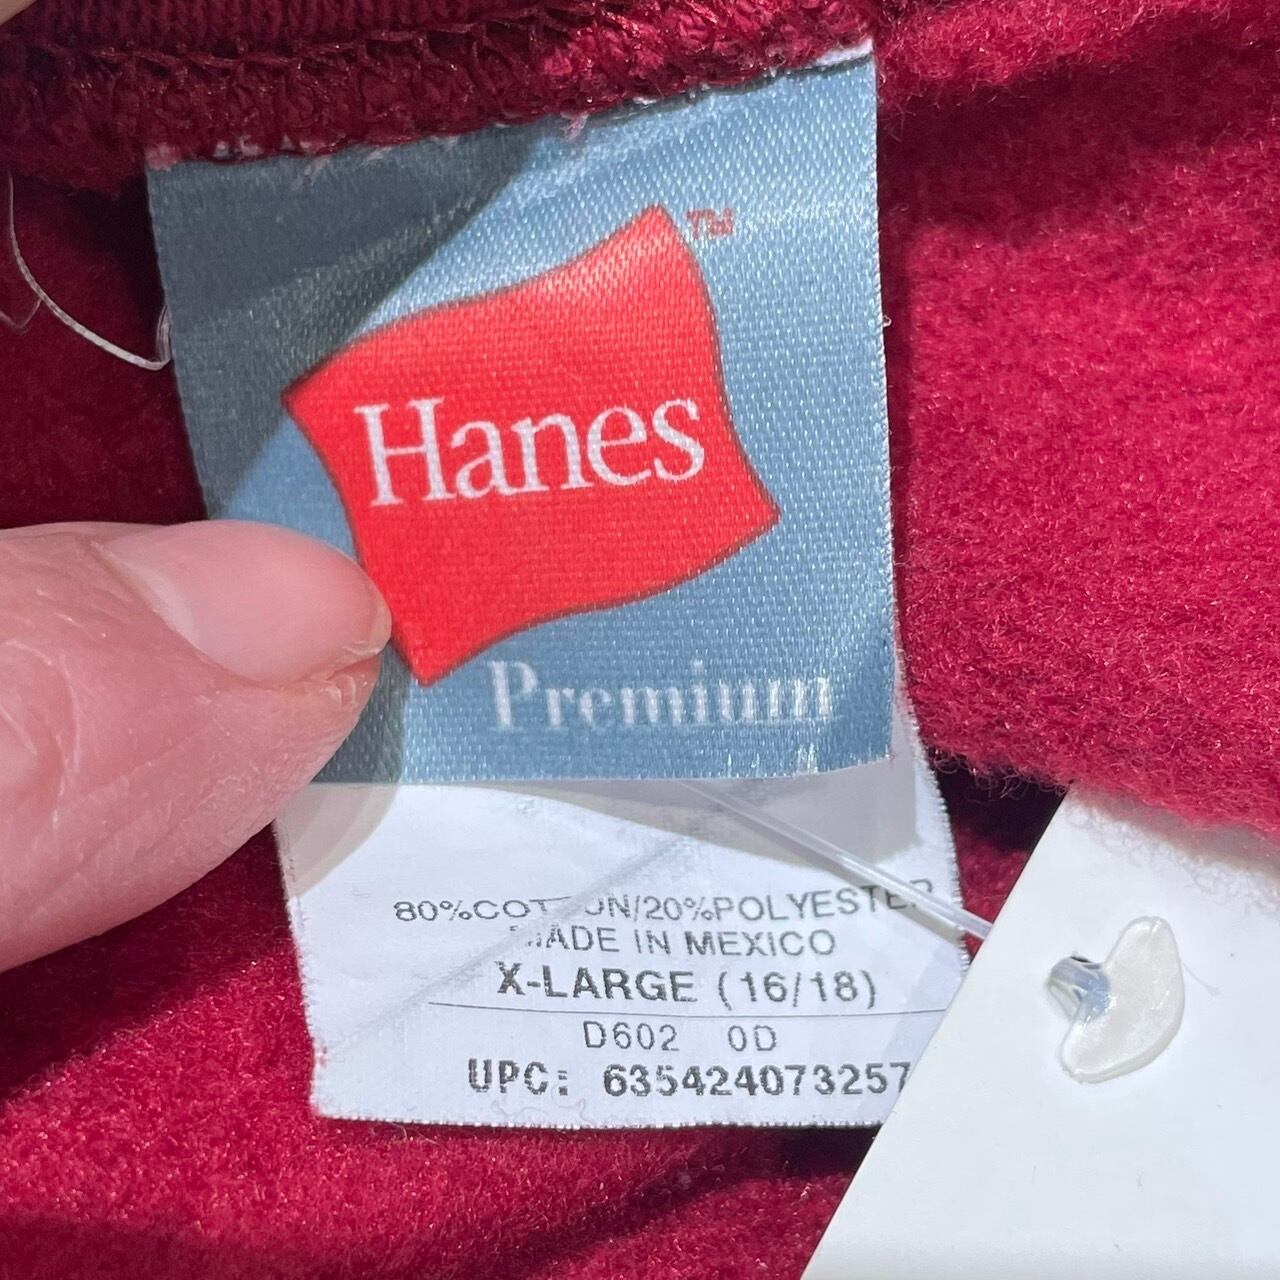 TM
Hanes
Premium
80%COTTON/20%POLYESTER
MADE IN MEXICO
X-LARGE (16/18)
D602 0D
UPC: 635424073257